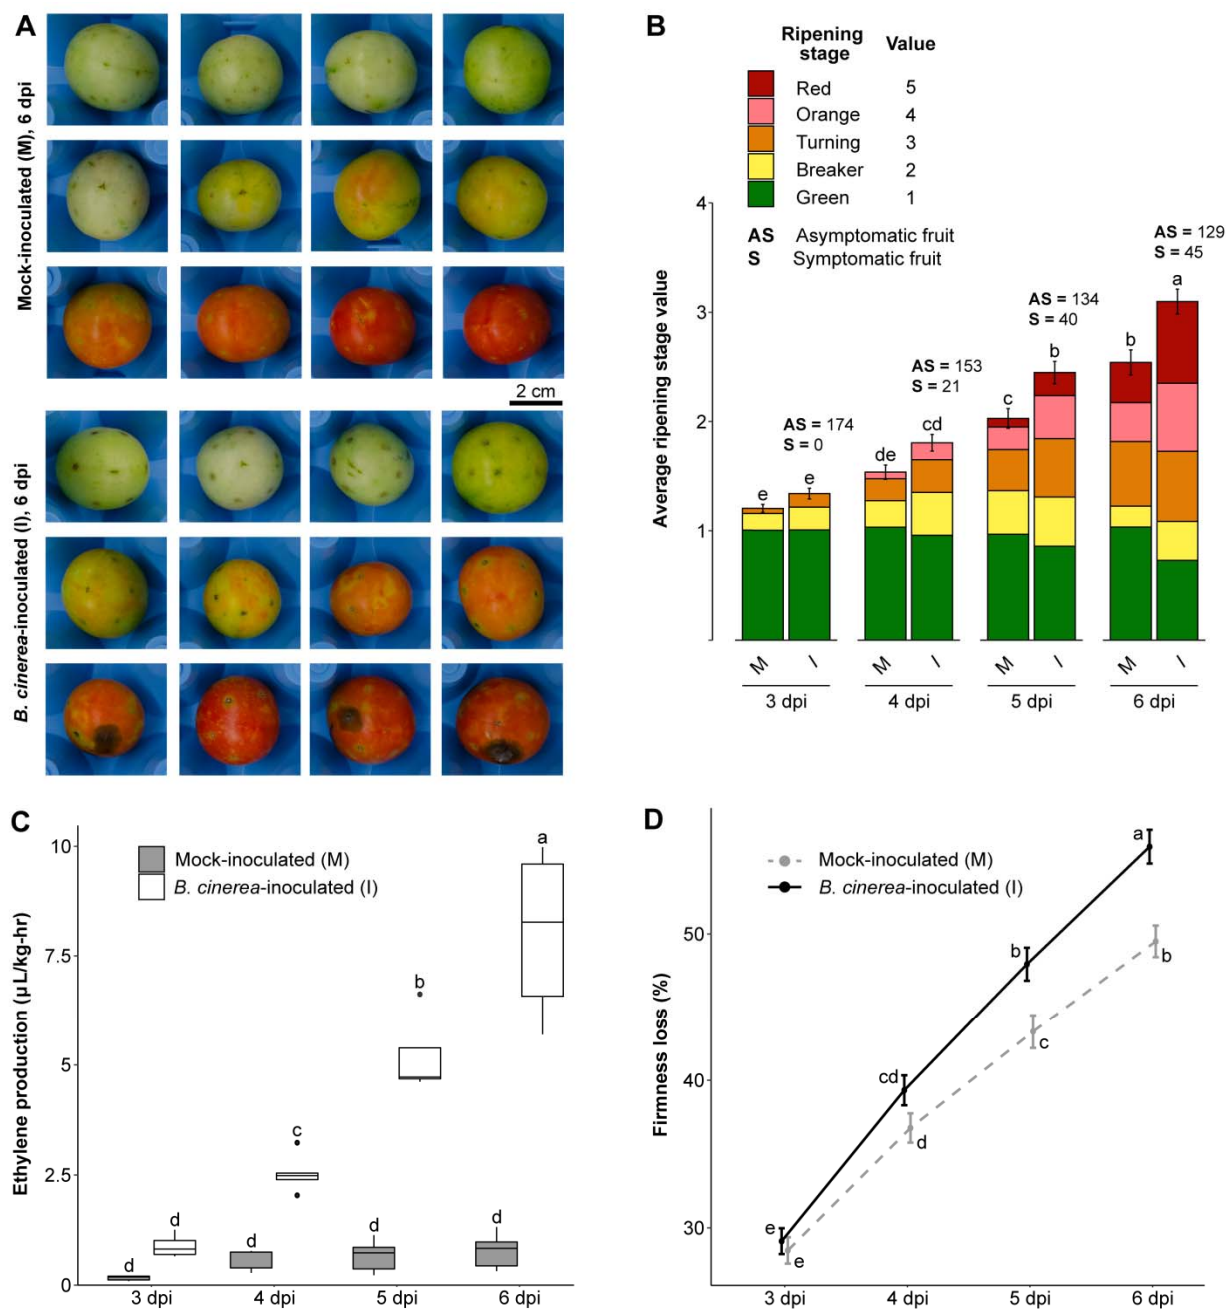 A
Mock-inoculated (M), 6 dpi
2 cm
B. cinerea-inoculated (I), 6 dpi
B
Ripening stage Value
Red 5
Orange 4
Turning 3
Breaker 2
Green 1
AS Asymptomatic fruit
S Symptomatic fruit
Average ripening stage value
4
3
2
1
AS = 174
S = 0
AS = 153
S = 21
AS = 134
S = 40
AS = 129
S = 45
e e de cd c b b a
M I M I M I M I
3 dpi 4 dpi 5 dpi 6 dpi
C
Mock-inoculated (M)
B. cinerea-inoculated (I)
Ethylene production (µL/kg-hr)
10
7.5
5
2.5
0
d d d c d b d a
3 dpi 4 dpi 5 dpi 6 dpi
D
Mock-inoculated (M)
B. cinerea-inoculated (I)
Firmness loss (%)
50
40
30
e e cd d b c a b
3 dpi 4 dpi 5 dpi 6 dpi